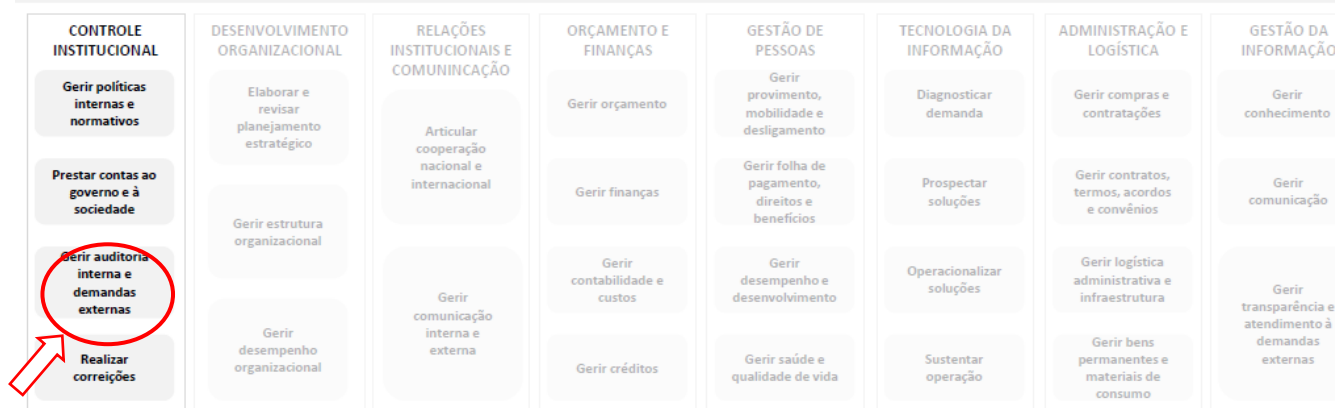 CONTROLE
INSTITUCIONAL
Gerir políticas
internas e
normativos
Prestar contas ao
governo e à
sociedade
Gerir auditoria
interna e
demandas
externas
Realizar
correições
DESENVOLVIMENTO
ORGANIZACIONAL
Elaborar e
revisar
planejamento
estratégico
Gerir estrutura
organizacional
Gerir
desempenho
organizacional
RELAÇÕES
INSTITUCIONAIS E
COMUNINCAÇÃO
Articular
cooperação
nacional e
internacional
Gerir
comunicação
interna e
externa
ORÇAMENTO E
FINANÇAS
Gerir orçamento
Gerir finanças
Gerir
contabilidade e
custos
Gerir créditos
GESTÃO DE
PESSOAS
Gerir
provimento,
mobilidade e
desligamento
Gerir folha de
pagamento,
direitos e
benefícios
Gerir
desempenho e
desenvolvimento
Gerir saúde e
qualidade de vida
TECNOLOGIA DA
INFORMAÇÃO
Diagnosticar
demanda
Prospectar
soluções
Operacionalizar
soluções
Sustentar
operação
ADMINISTRAÇÃO E
LOGÍSTICA
Gerir compras e
contratações
Gerir contratos,
termos, acordos
e convênios
Gerir logística
administrativa e
infraestrutura
Gerir bens
permanentes e
materiais de
consumo
GESTÃO DA
INFORMAÇÃO
Gerir
conhecimento
Gerir
comunicação
Gerir
transparência e
atendimento à
demandas
externas